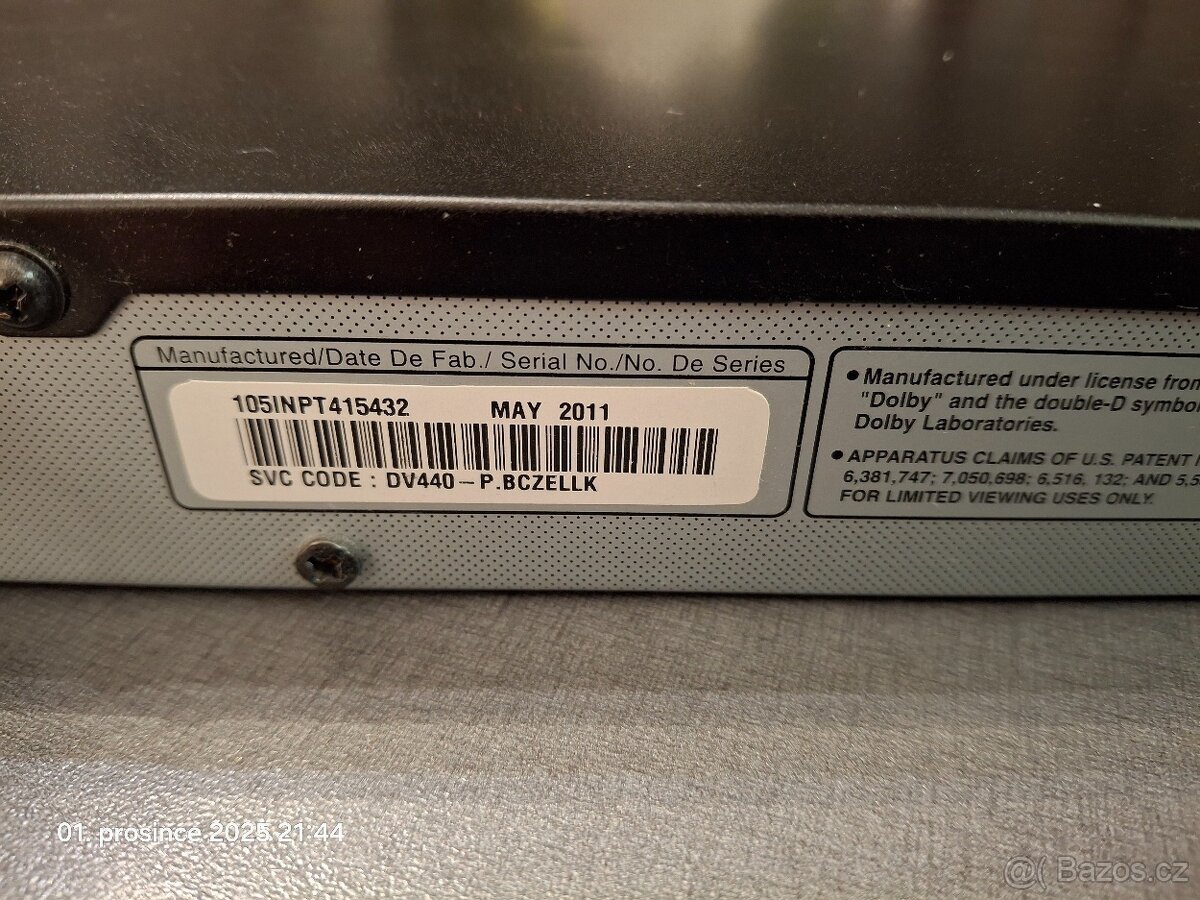 Manufactured/Date De Fab./ Serial No./No. De Series
105INPT415432 MAY 2011
SVC CODE : DV440-P.BCZELLK
• Manufactured under license from
"Dolby" and the double-D symbol
Dolby Laboratories.
• APPARATUS CLAIMS OF U.S. PATENT
6,381,747; 7,050,698; 6.516, 132; AND 5,5
FOR LIMITED VIEWING USES ONLY.
01. prosince 2025 21:44
@( Bazos.cz